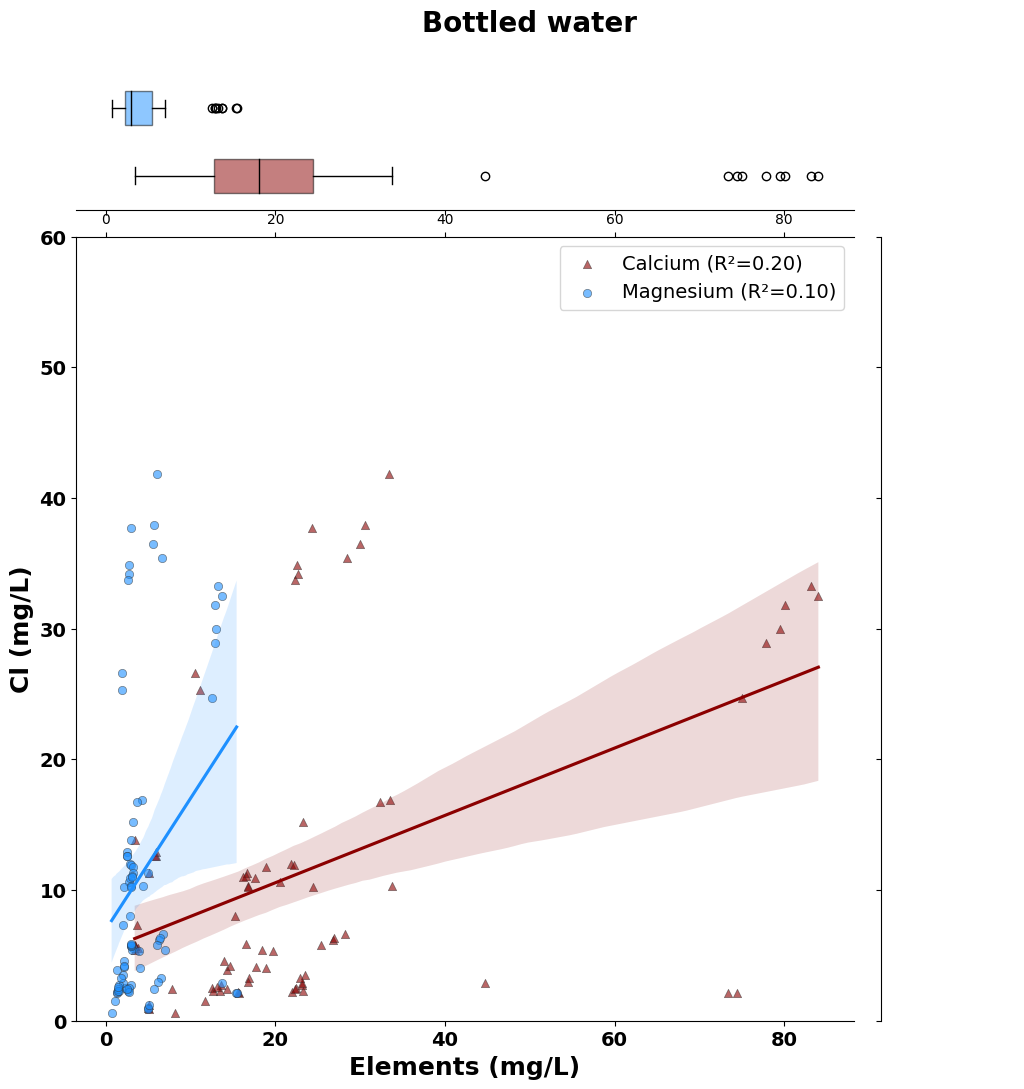 Bottled water
0 20 40 60 80
60
Calcium (R²=0.20)
Magnesium (R²=0.10)
50
40
30
20
10
0
0 20 40 60 80
Cl (mg/L)
Elements (mg/L)